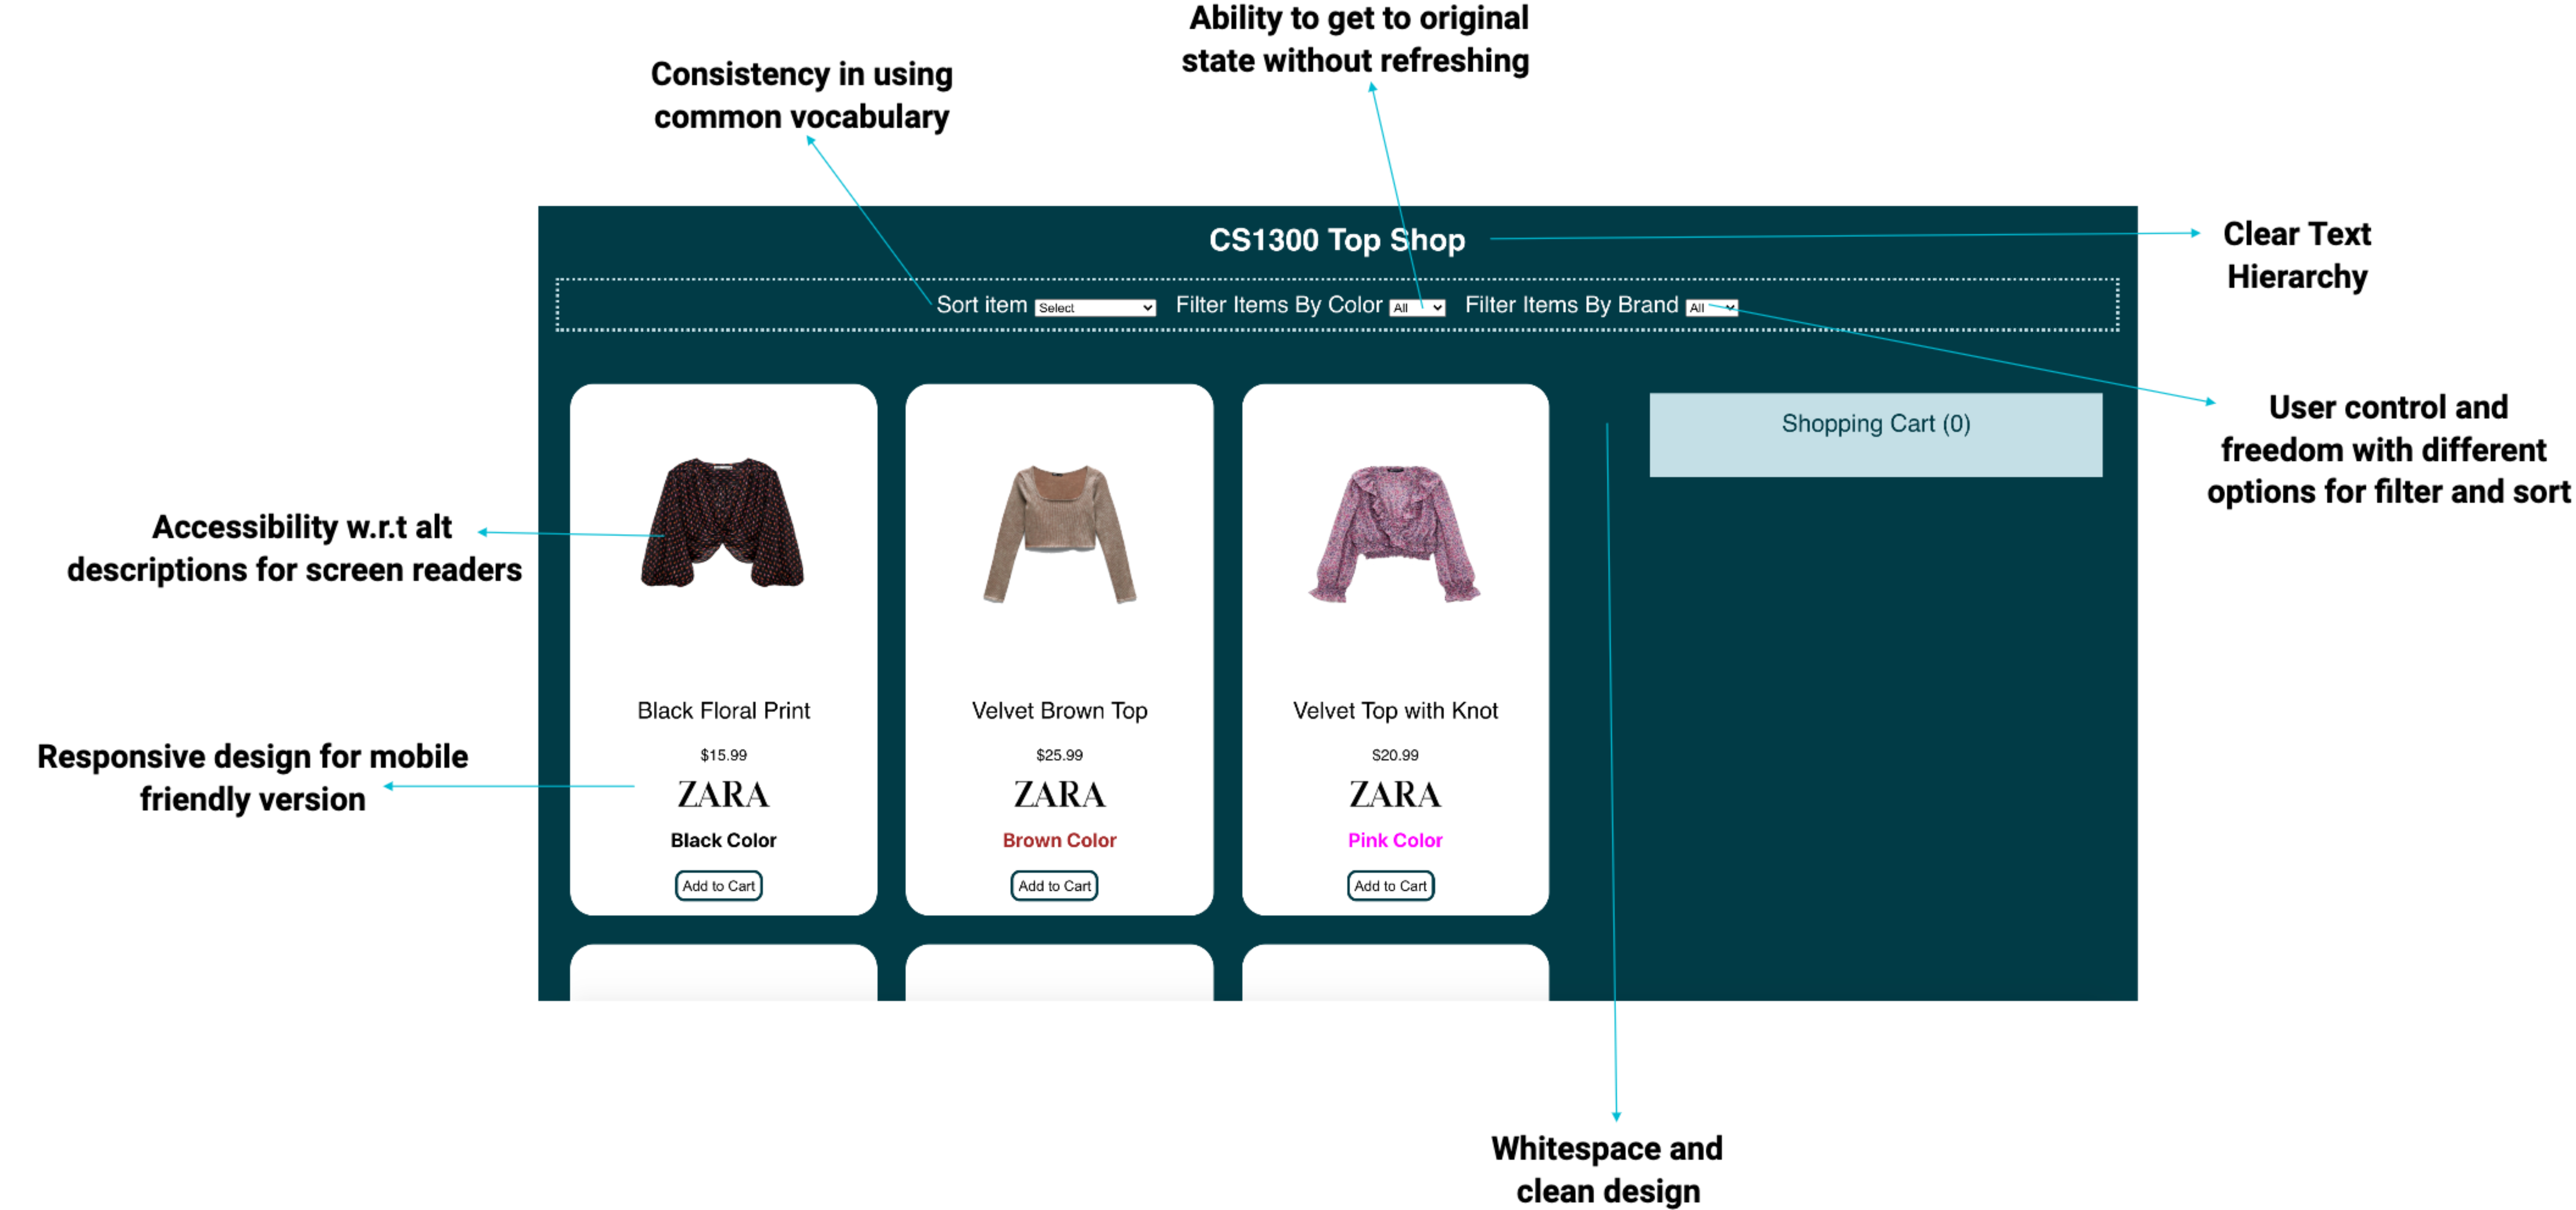 Ability to get to original
state without refreshing
Consistency in using
common vocabulary
CS1300 Top Shop
Clear Text
Hierarchy
Sort item Select Filter Items By Color All Filter Items By Brand All
User control and
freedom with different
options for filter and sort
Shopping Cart (0)
Accessibility w.r.t alt
descriptions for screen readers
Black Floral Print
$15.99
ZARA
Black Color
Add to Cart
Velvet Brown Top
$25.99
ZARA
Brown Color
Add to Cart
Velvet Top with Knot
$20.99
ZARA
Pink Color
Add to Cart
Responsive design for mobile
friendly version
Whitespace and
clean design